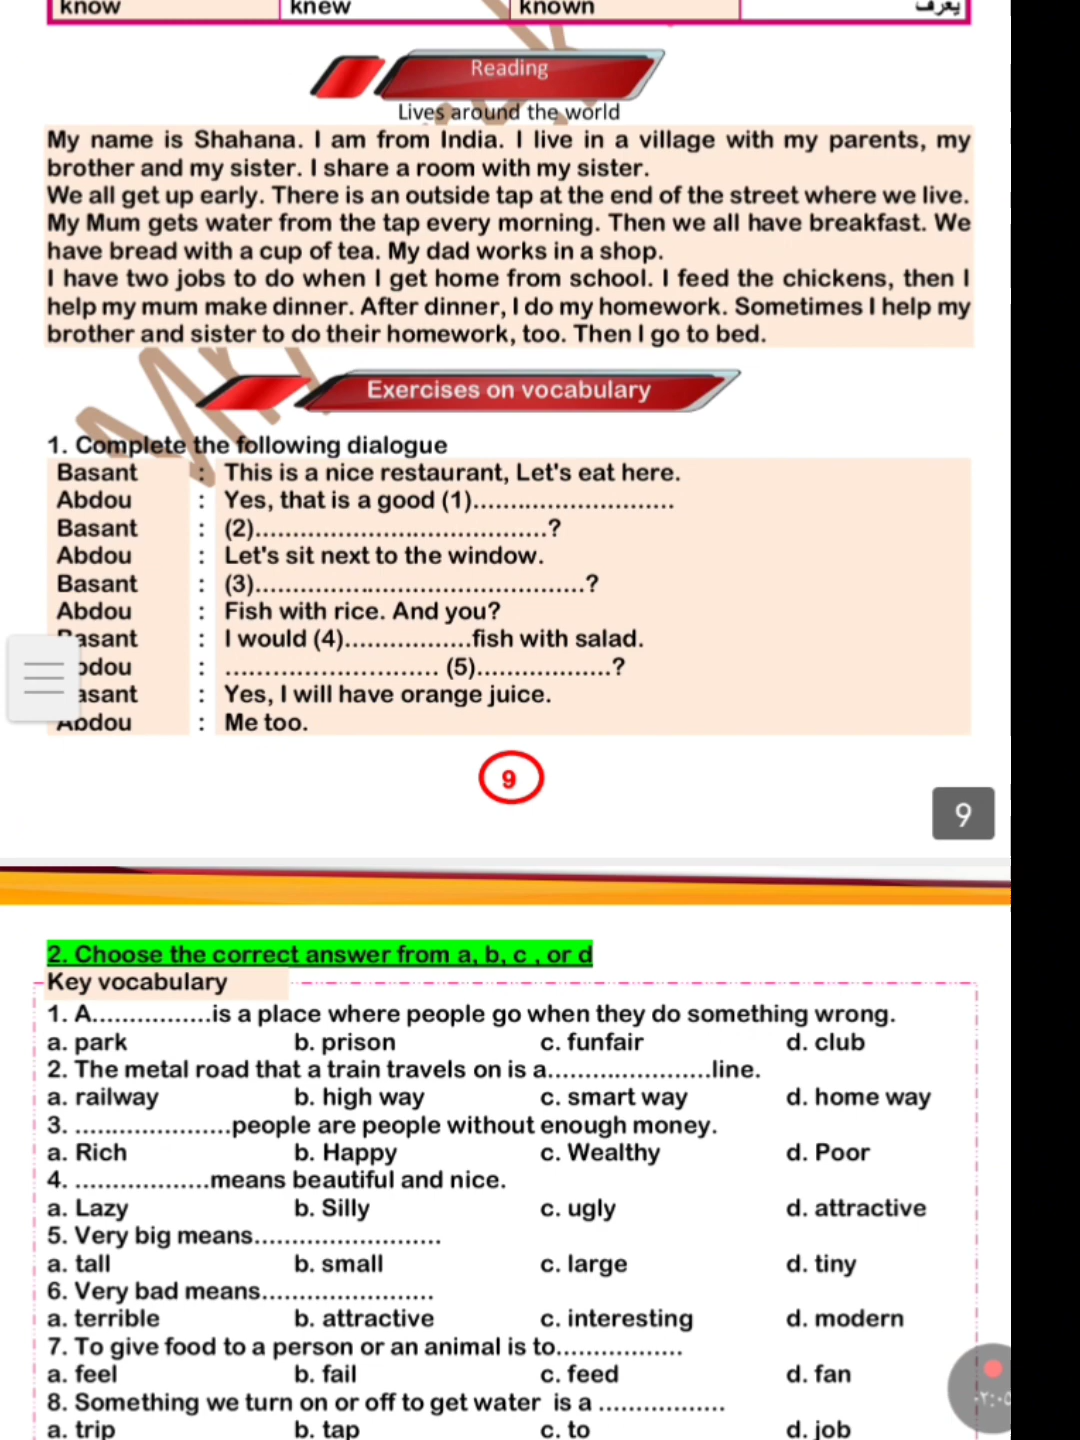 know knew known يعرف
Reading
Lives around the world
My name is Shahana. I am from India. I live in a village with my parents, my
brother and my sister. I share a room with my sister.
We all get up early. There is an outside tap at the end of the street where we live.
My Mum gets water from the tap every morning. Then we all have breakfast. We
have bread with a cup of tea. My dad works in a shop.
I have two jobs to do when I get home from school. I feed the chickens, then I
help my mum make dinner. After dinner, I do my homework. Sometimes I help my
brother and sister to do their homework, too. Then I go to bed.
Exercises on vocabulary
1. Complete the following dialogue
Basant : This is a nice restaurant, Let's eat here.
Abdou : Yes, that is a good (1)...........................
Basant : (2).......................................?
Abdou : Let's sit next to the window.
Basant : (3)............................................?
Abdou : Fish with rice. And you?
Basant : I would (4).................fish with salad.
Abdou : ............................ (5)..................?
Basant : Yes, I will have orange juice.
Abdou : Me too.
9
9
2. Choose the correct answer from a, b, c , or d
Key vocabulary
1. A................is a place where people go when they do something wrong.
a. park b. prison c. funfair d. club
2. The metal road that a train travels on is a......................line.
a. railway b. high way c. smart way d. home way
3. .....................people are people without enough money.
a. Rich b. Happy c. Wealthy d. Poor
4. ..................means beautiful and nice.
a. Lazy b. Silly c. ugly d. attractive
5. Very big means.........................
a. tall b. small c. large d. tiny
6. Very bad means.......................
a. terrible b. attractive c. interesting d. modern
7. To give food to a person or an animal is to.................
a. feel b. fail c. feed d. fan
8. Something we turn on or off to get water is a .................
a. trip b. tap c. to d. job